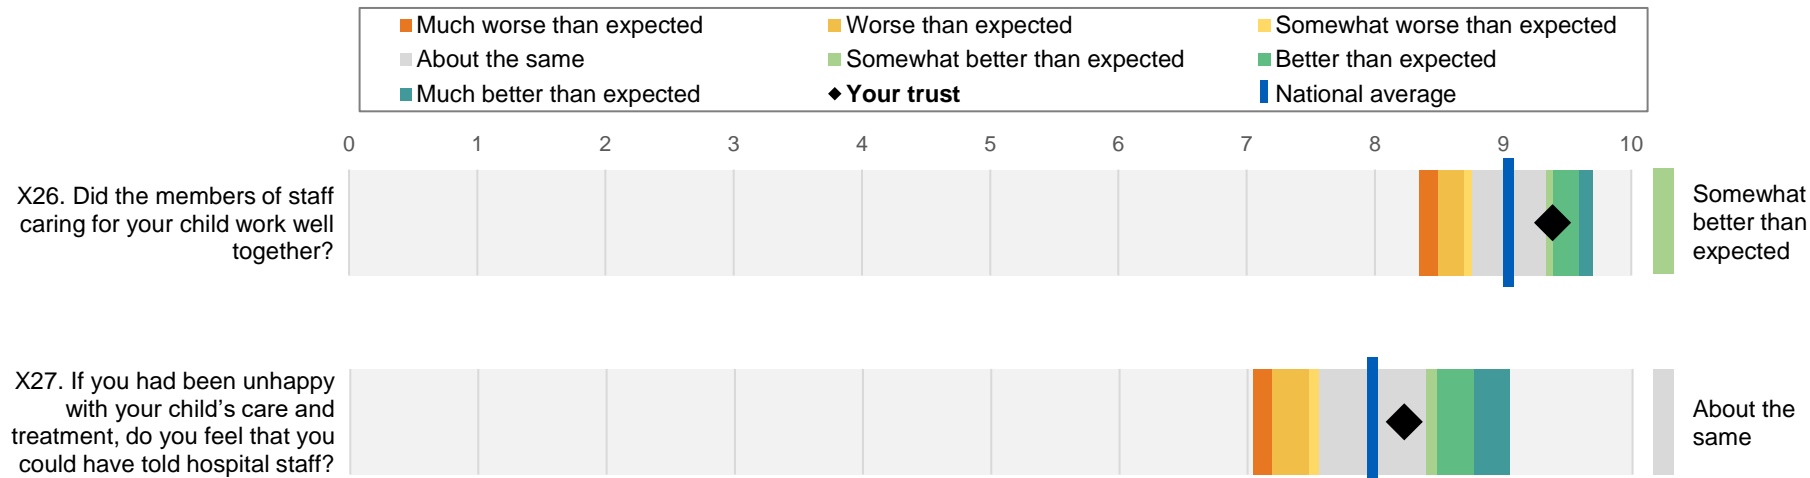 Much worse than expected
Worse than expected
Somewhat worse than expected
About the same
Somewhat better than expected
Better than expected
Much better than expected
Your trust
National average
0 1 2 3 4 5 6 7 8 9 10
X26. Did the members of staff
caring for your child work well
together?
Somewhat
better than
expected
X27. If you had been unhappy
with your child’s care and
treatment, do you feel that you
could have told hospital staff?
About the
same